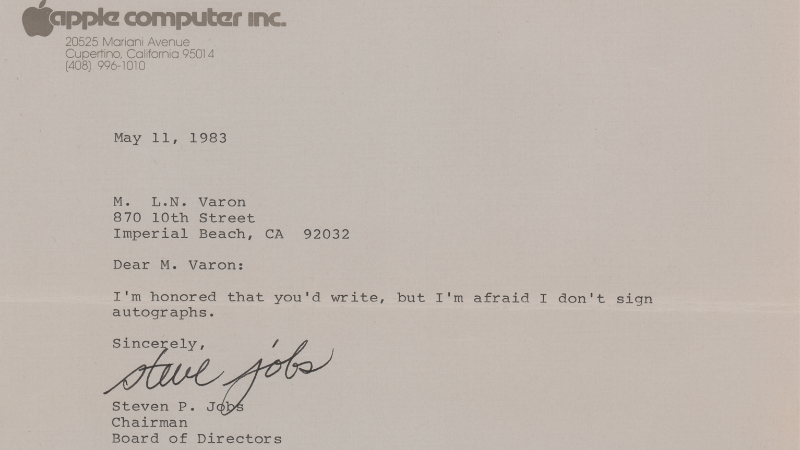 apple computer inc.
20525 Mariani Avenue
Cupertino, California 95014
(408) 996-1010
May 11, 1983
M.  L.N. Varon
870 10th Street
Imperial Beach, CA  92032
Dear M. Varon:
I'm honored that you'd write, but I'm afraid I don't sign
autographs.
Sincerely,
steve jobs
Steven P. Jobs
Chairman
Board of Directors